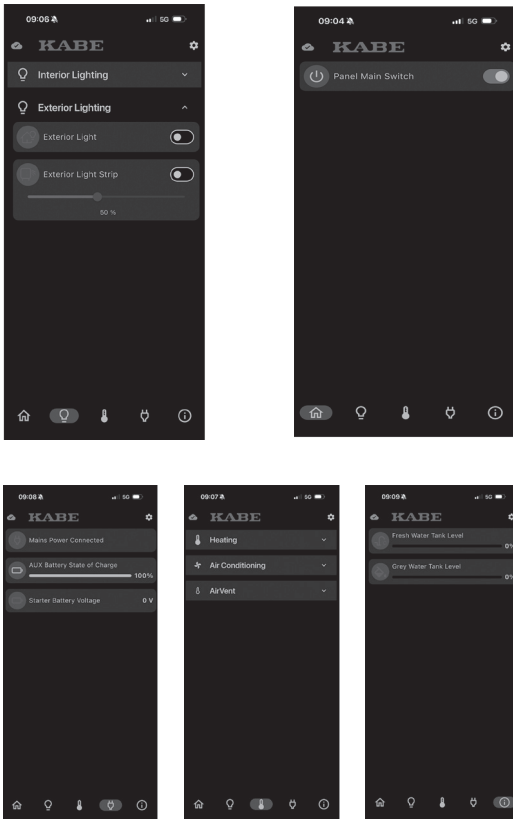 09:06
5G
KABE
Interior Lighting
Exterior Lighting
Exterior Light
Exterior Light Strip
50 %
09:04
5G
KABE
Panel Main Switch
09:08
5G
KABE
Mains Power Connected
AUX Battery State of Charge
100%
Starter Battery Voltage 0 V
09:07
5G
KABE
Heating
Air Conditioning
AirVent
09:09
5G
KABE
Fresh Water Tank Level
0%
Grey Water Tank Level
0%